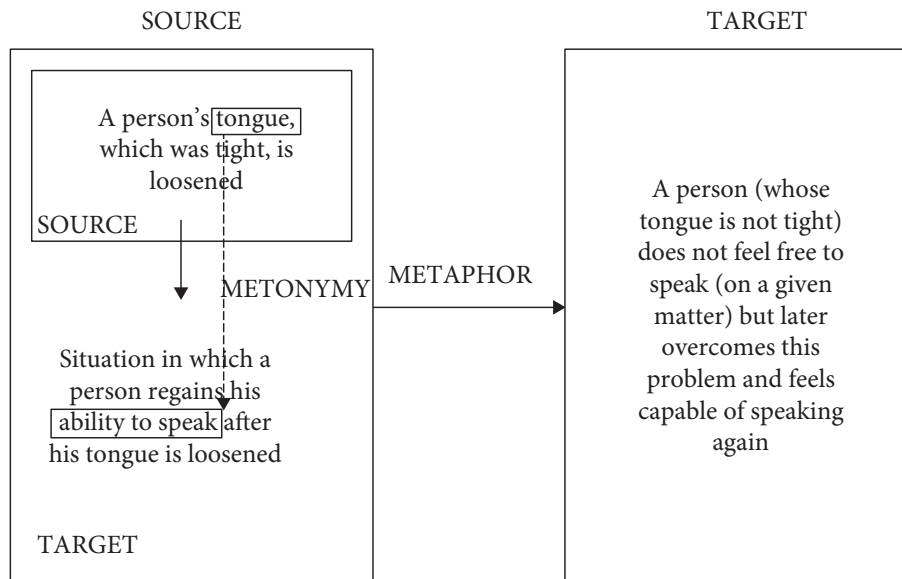 SOURCE
TARGET
A person’s tongue,
which was tight, is
loosened
SOURCE
METONYMY
METAPHOR
Situation in which a
person regains his
ability to speak after
his tongue is loosened
TARGET
A person (whose
tongue is not tight)
does not feel free to
speak (on a given
matter) but later
overcomes this
problem and feels
capable of speaking
again